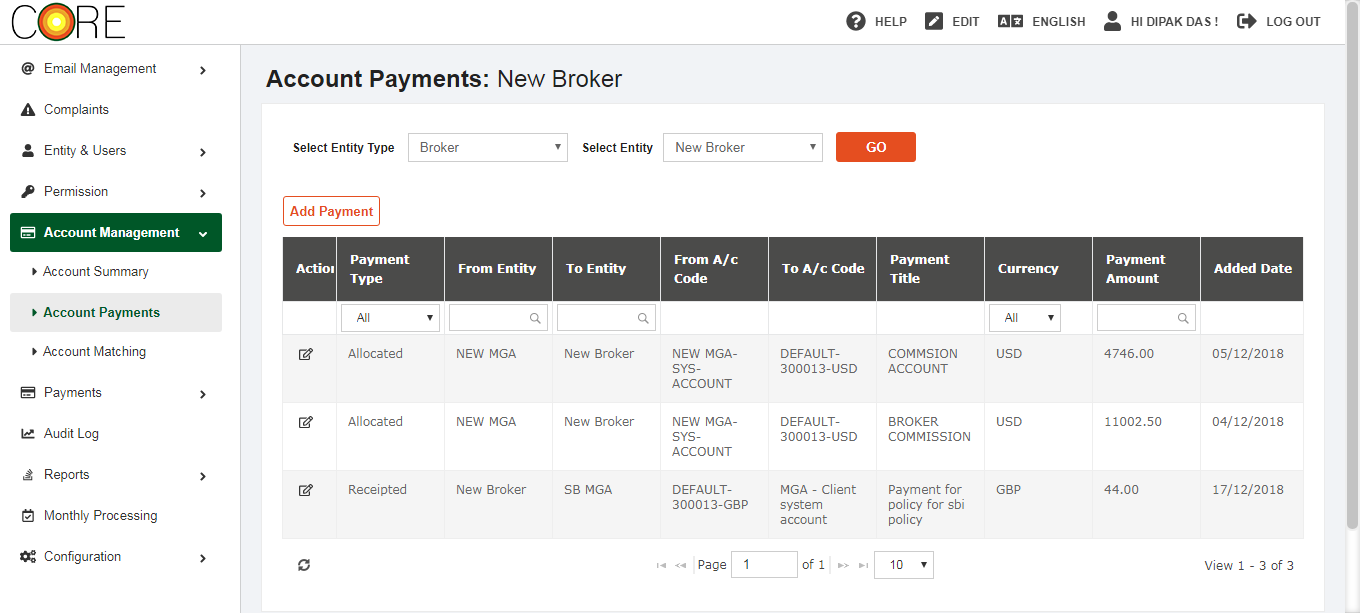 CORE
HELP
EDIT
ENGLISH
HI DIPAK DAS !
LOG OUT
Email Management
Complaints
Entity & Users
Permission
Account Management
Account Summary
Account Payments
Account Matching
Payments
Audit Log
Reports
Monthly Processing
Configuration
Account Payments: New Broker
Select Entity Type
Broker
Select Entity
New Broker
GO
Add Payment
Action
Payment
Type
From Entity
To Entity
From A/c
Code
To A/c Code
Payment
Title
Currency
Payment
Amount
Added Date
All
All
Allocated
NEW MGA
New Broker
NEW MGA-
SYS-
ACCOUNT
DEFAULT-
300013-USD
COMMSION
ACCOUNT
USD
4746.00
05/12/2018
Allocated
NEW MGA
New Broker
NEW MGA-
SYS-
ACCOUNT
DEFAULT-
300013-USD
BROKER
COMMISSION
USD
11002.50
04/12/2018
Receipted
New Broker
SB MGA
DEFAULT-
300013-GBP
MGA - Client
system
account
Payment for
policy for sbi
policy
GBP
44.00
17/12/2018
Page 1 of 1
10
View 1 - 3 of 3